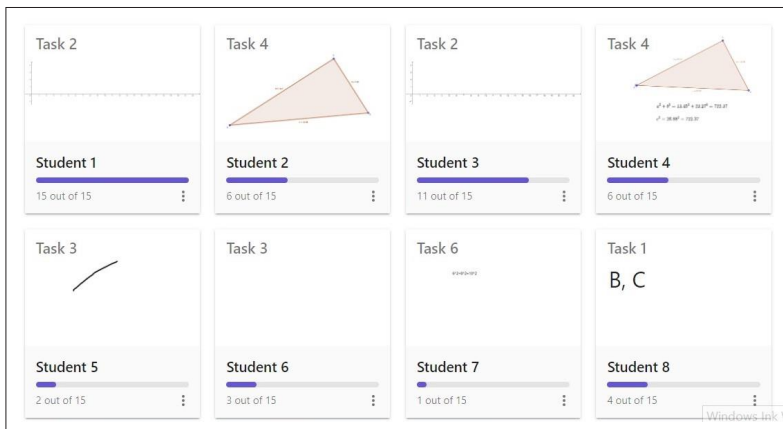 Task 2
Task 4
Task 2
Task 4
Student 1
15 out of 15
Student 2
6 out of 15
Student 3
11 out of 15
Student 4
6 out of 15
Task 3
Task 3
Task 6
Task 1
B, C
Student 5
2 out of 15
Student 6
3 out of 15
Student 7
1 out of 15
Student 8
4 out of 15
Windows Ink